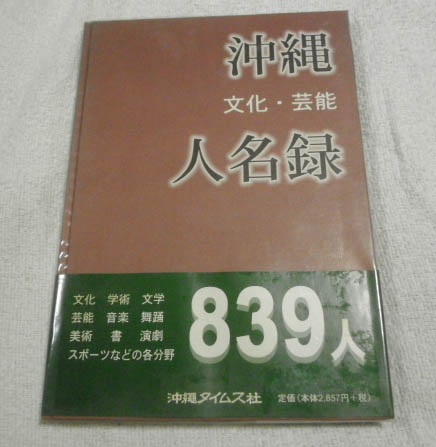 沖縄
文化・芸能
人名録
文化 学術 文学
芸能 音楽 舞踊
美術 書 演劇
スポーツなどの各分野
839人
沖縄タイムス社
定価(本体2,857円+税)